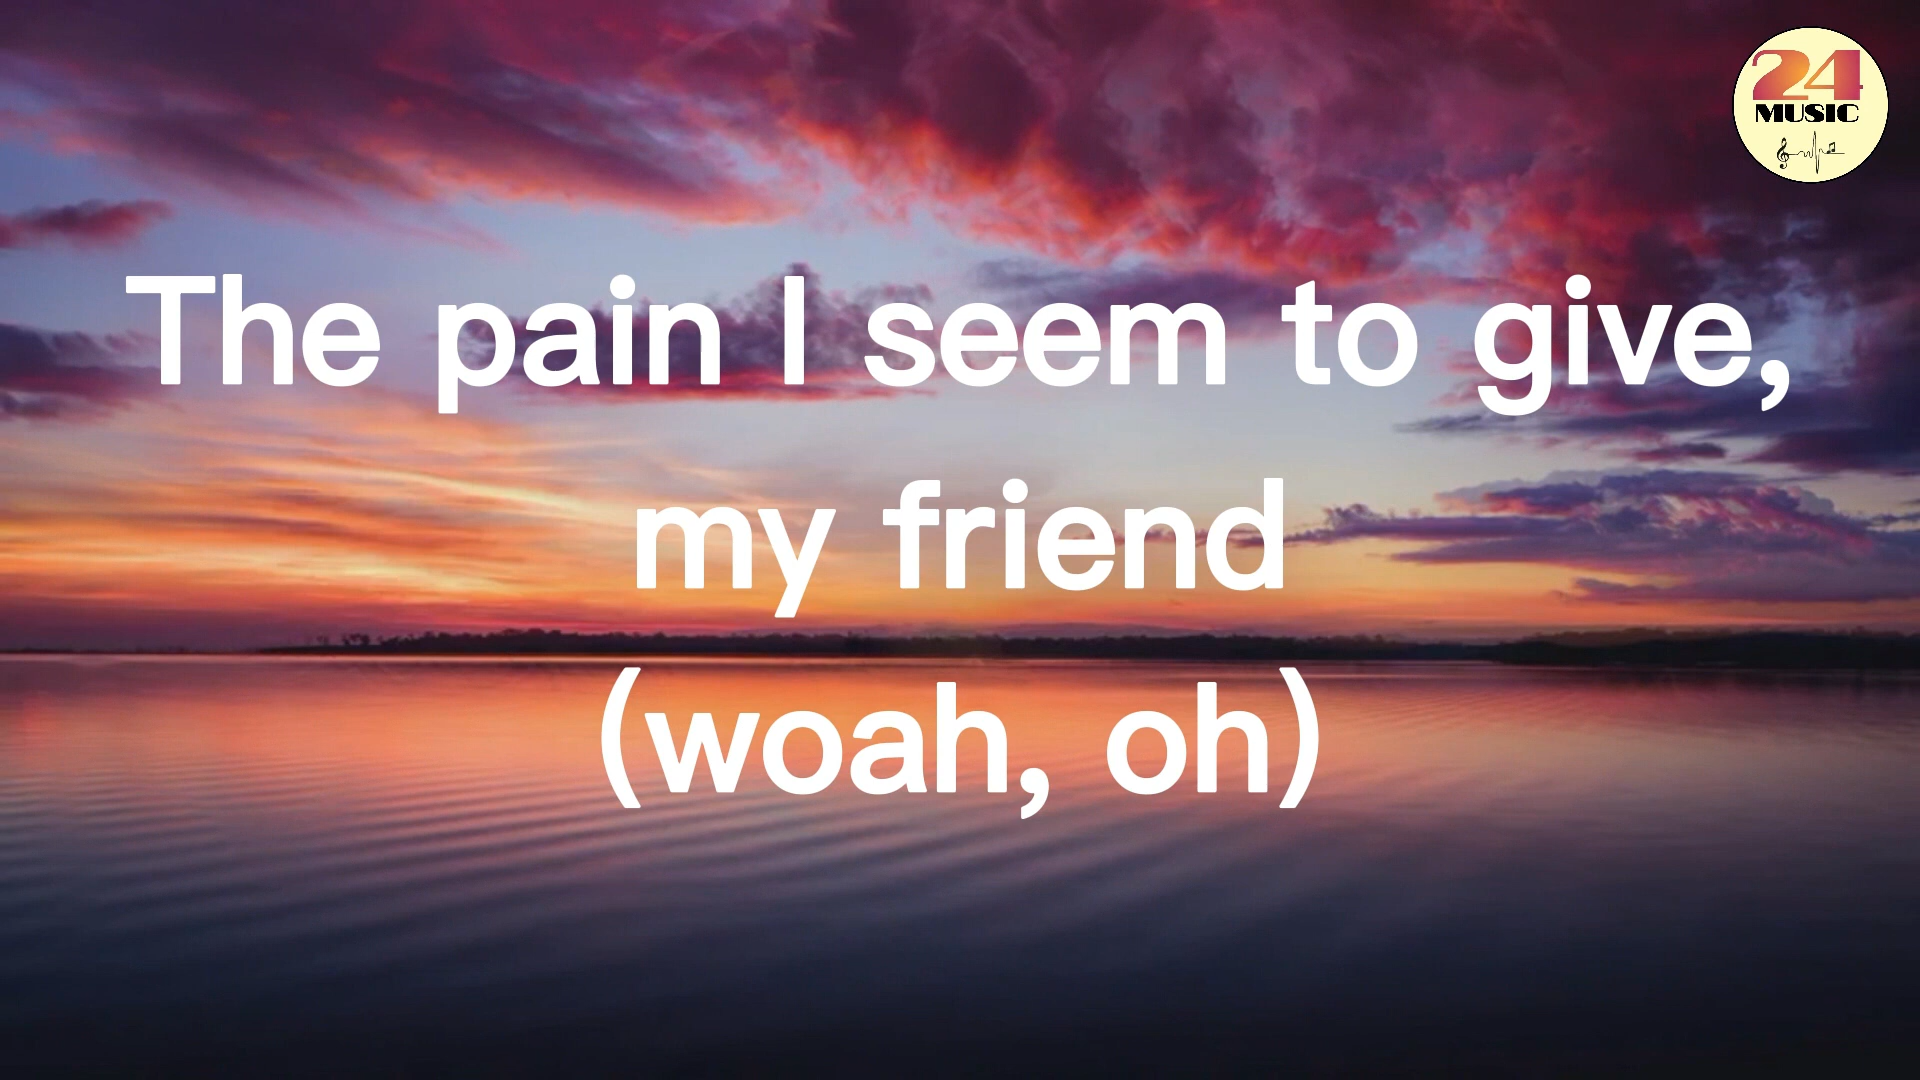 24
MUSIC
The pain I seem to give,
my friend
(woah, oh)